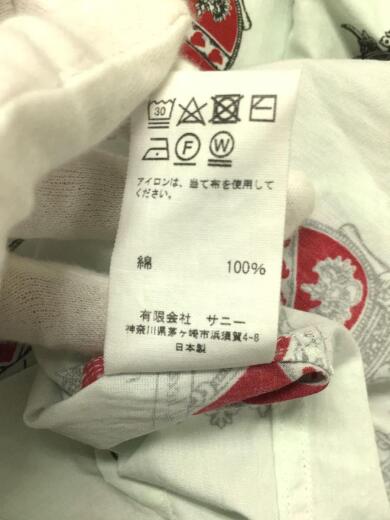 30
F W
アイロンは、当て布を使用して
ください。
綿 100%
有限会社 サニー
神奈川県茅ヶ崎市浜須賀4-8
日本製